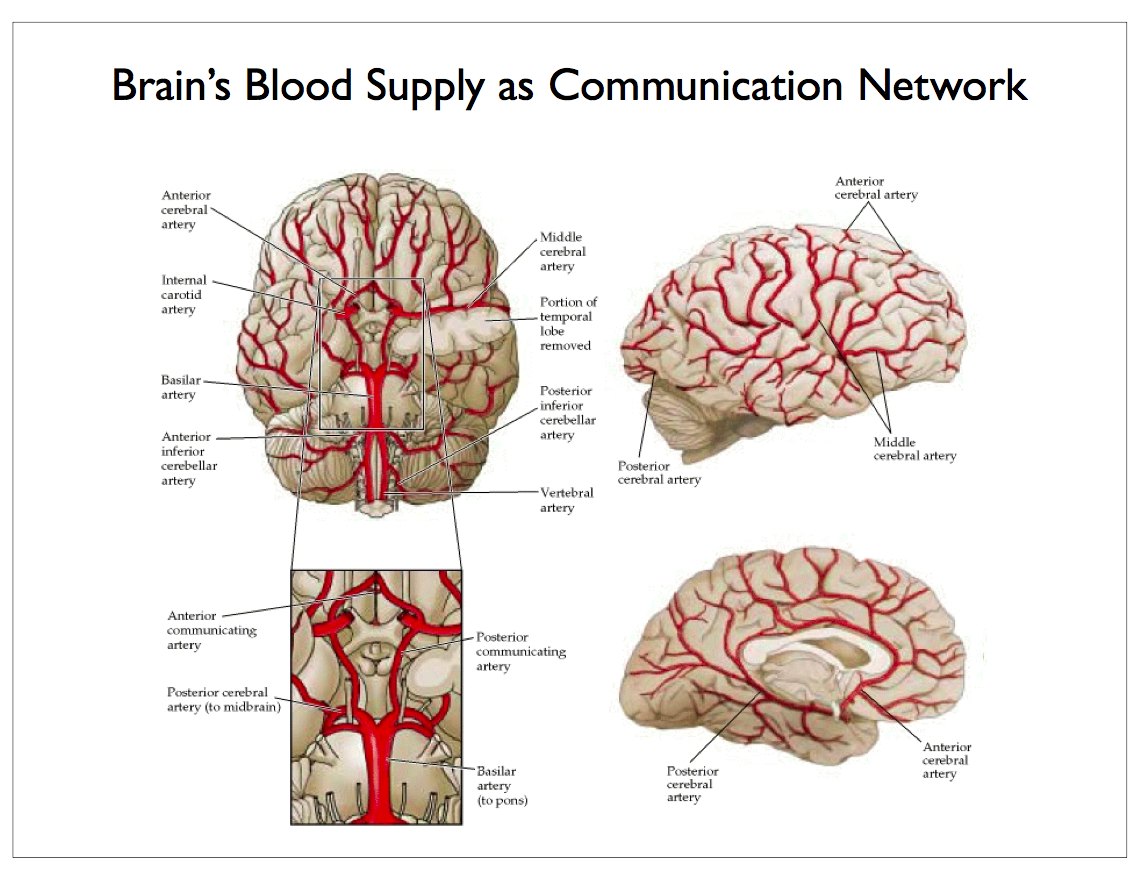 Brain's Blood Supply as Communication Network
Anterior
cerebral
artery
Internal
carotid
artery
Basilar
artery
Anterior
inferior
cerebellar
artery
Middle
cerebral
artery
Portion of
temporal
lobe
removed
Posterior
inferior
cerebellar
artery
Vertebral
artery
Anterior
communicating
artery
Posterior cerebral
artery (to midbrain)
Posterior
communicating
artery
Basilar
artery
(to pons)
Anterior
cerebral artery
Middle
cerebral artery
Posterior
cerebral artery
Posterior
cerebral
artery
Anterior
cerebral
artery